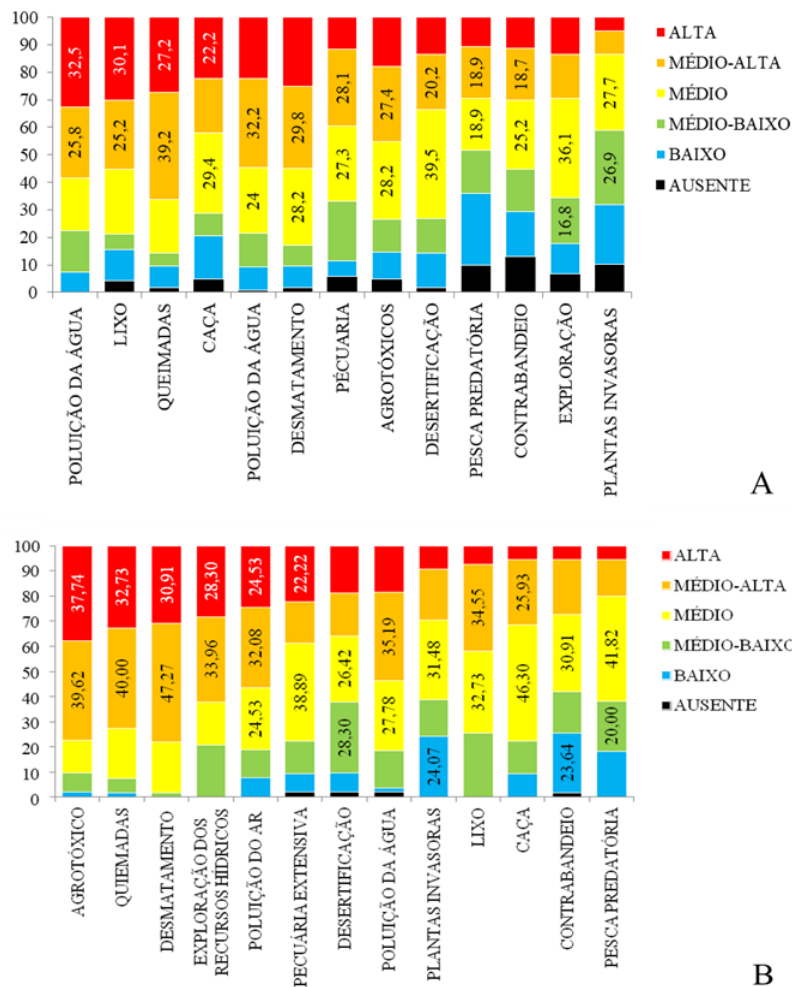 100
90
80
70
60
50
40
30
20
10
0
32,5
25,8
30,1
25,2
27,2
39,2
22,2
29,4
32,2
24
29,8
28,2
28,1
27,3
27,4
28,2
20,2
39,5
18,9
18,9
18,7
25,2
36,1
16,8
27,7
26,9
ALTA
MÉDIO-ALTA
MÉDIO
MÉDIO-BAIXO
BAIXO
AUSENTE
POLUIÇÃO DA ÁGUA
LIXO
QUEIMADAS
CAÇA
POLUIÇÃO DA ÁGUA
DESMATAMENTO
PÉCUARIA
AGROTÓXICOS
DESERTIFICAÇÃO
PESCA PREDATÓRIA
CONTRABANDEIO
EXPLORAÇÃO
PLANTAS INVASORAS
A
100
90
80
70
60
50
40
30
20
10
0
37,74
39,62
32,73
40,00
30,91
47,27
28,30
33,96
24,53
32,08
24,53
22,22
38,89
26,42
28,30
35,19
27,78
31,48
24,07
34,55
32,73
25,93
46,30
30,91
23,64
41,82
20,00
ALTA
MÉDIO-ALTA
MÉDIO
MÉDIO-BAIXO
BAIXO
AUSENTE
AGROTÓXICO
QUIEMADAS
DESMATAMENTO
EXPLORAÇÃO DOS
RECURSOS HÍDRICOS
POLUIÇÃO DO AR
PECUÁRIA EXTENSIVA
DESERTIFICAÇÃO
POLUIÇÃO DA ÁGUA
PLANTAS INVASORAS
LIXO
CAÇA
CONTRABANDEIO
PESCA PREDATÓRIA
B